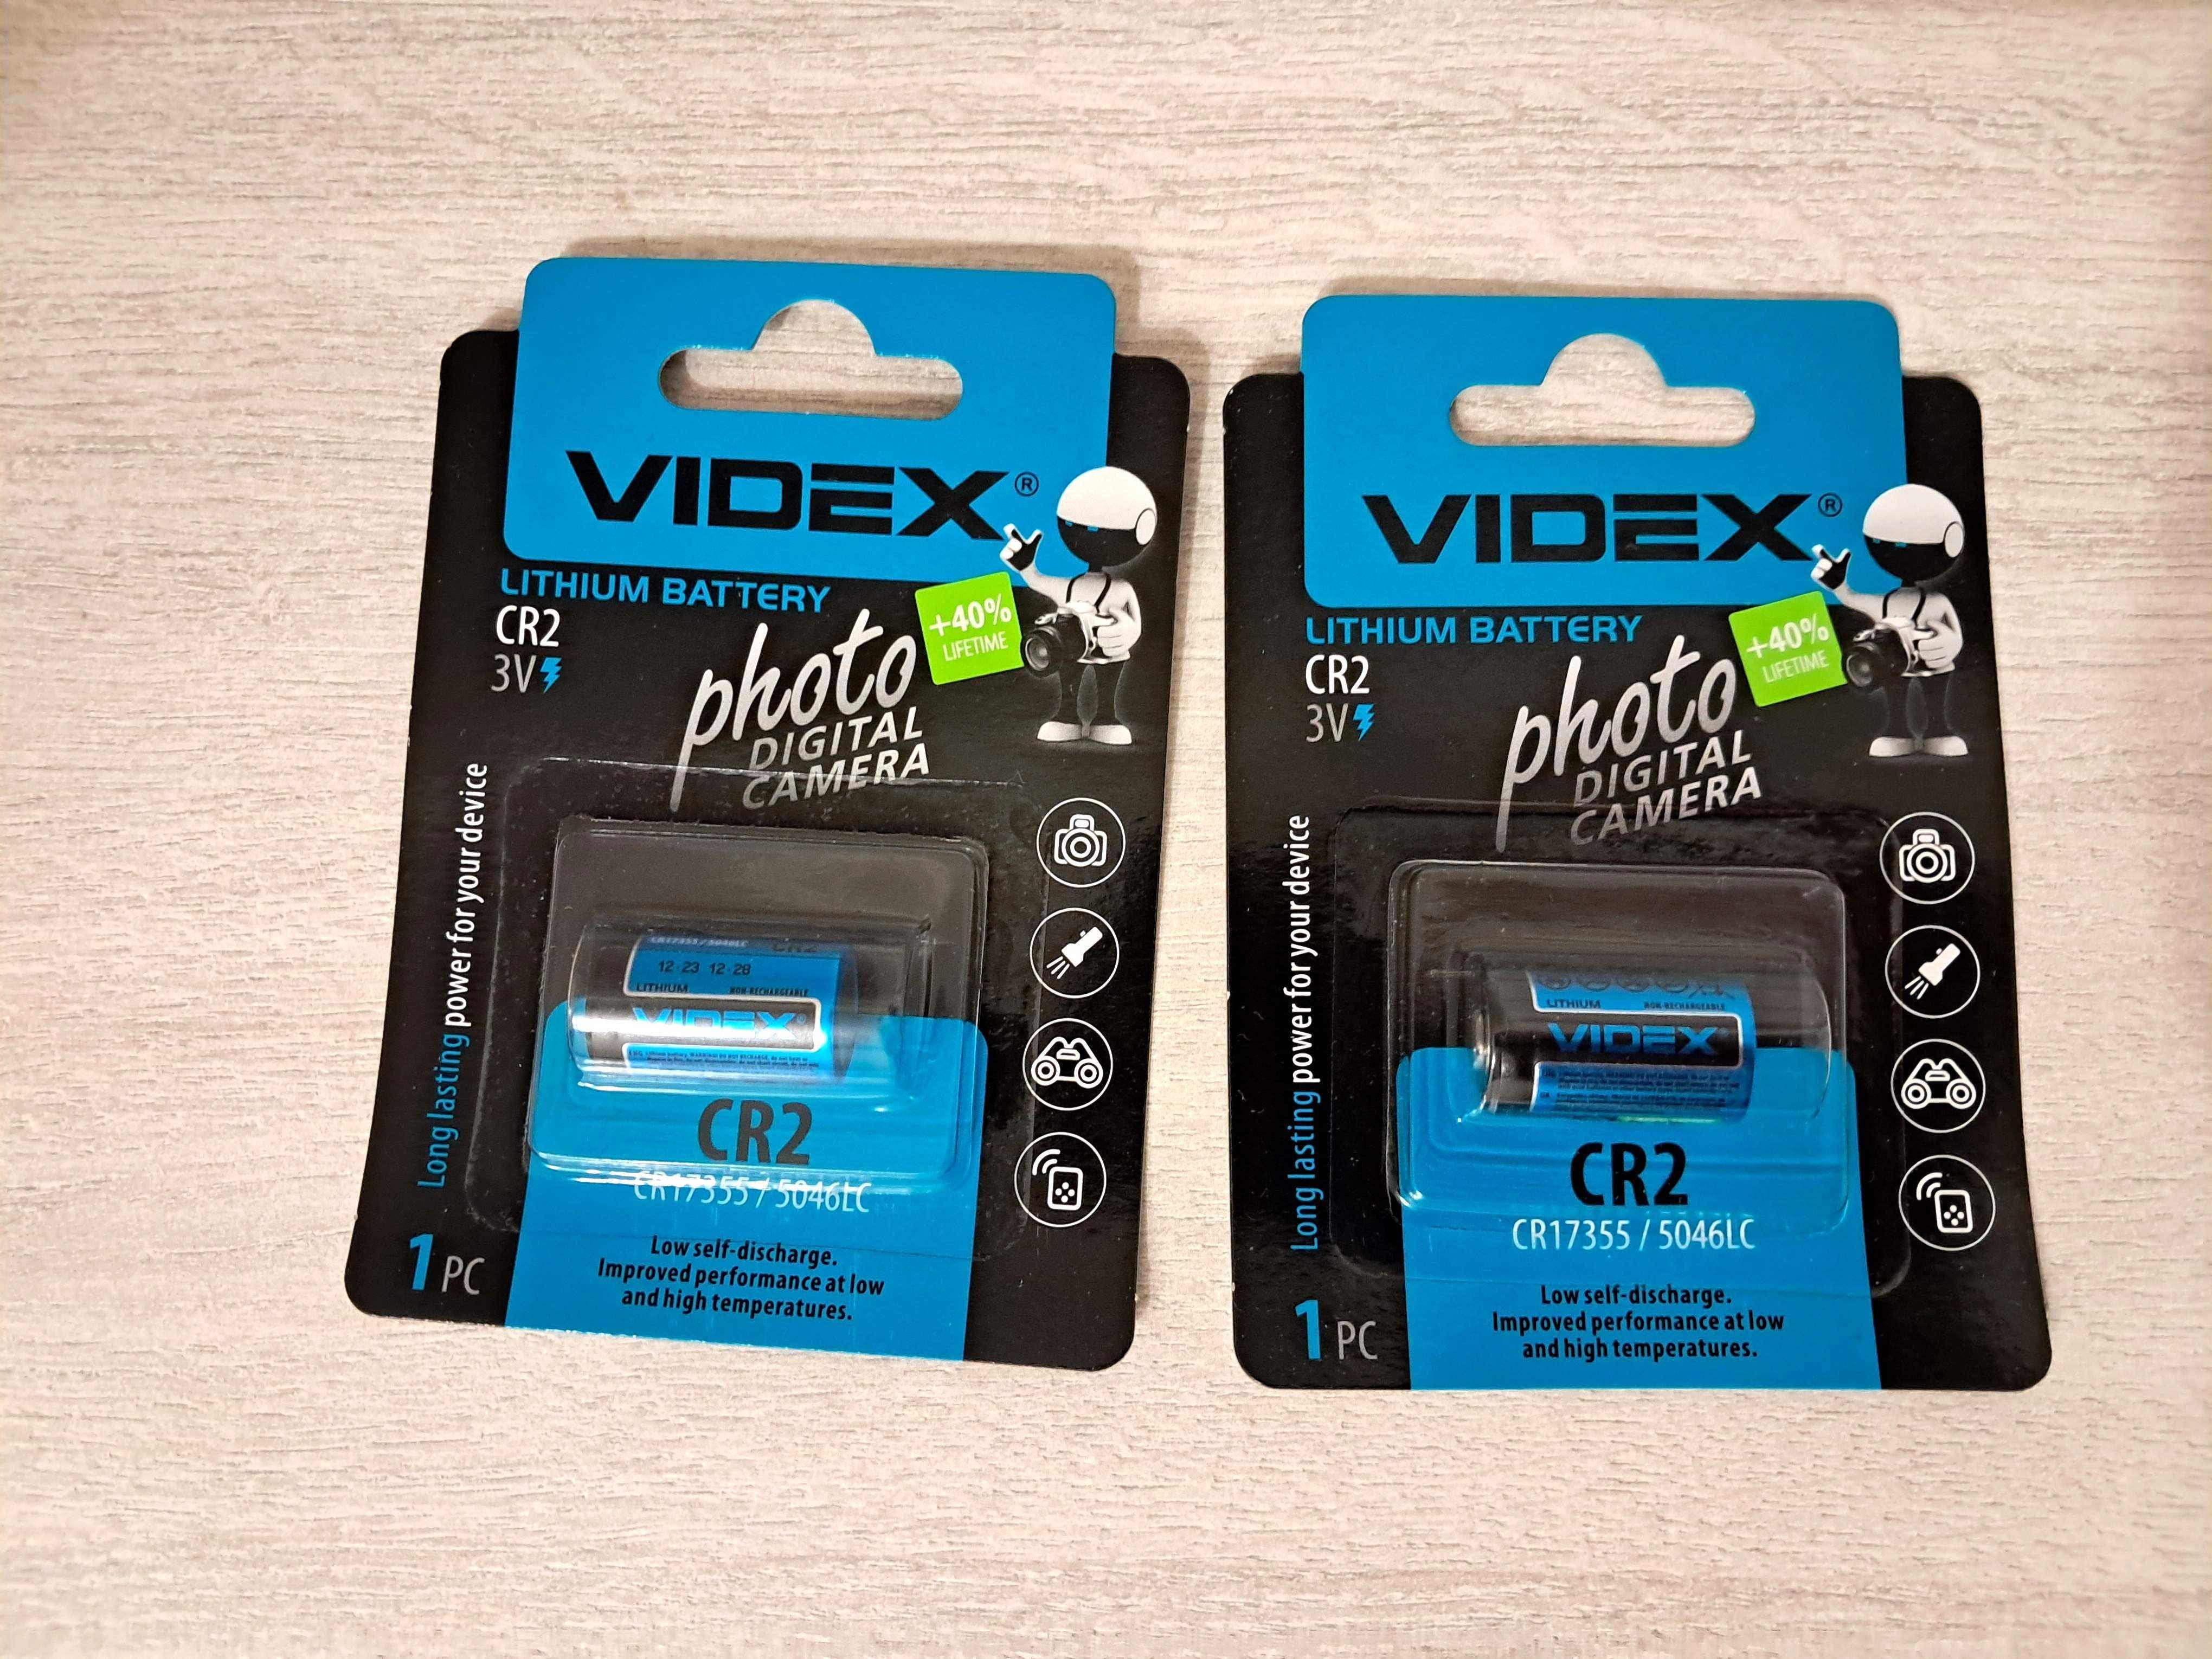 VIDEX®
LITHIUM BATTERY
CR2
3V
+40%
LIFETIME
photo
DIGITAL
CAMERA
Long lasting power for your device
CR17355 / 5046LC CR2
12-23 12-28
LITHIUM NON-RECHARGEABLE
VIDEX®
CR2
CR17355 / 5046LC
1 PC
Low self-discharge.
Improved performance at low
and high temperatures.
VIDEX®
LITHIUM BATTERY
CR2
3V
+40%
LIFETIME
photo
DIGITAL
CAMERA
Long lasting power for your device
LITHIUM NON-RECHARGEABLE
VIDEX
CR2
CR17355 / 5046LC
1 PC
Low self-discharge.
Improved performance at low
and high temperatures.